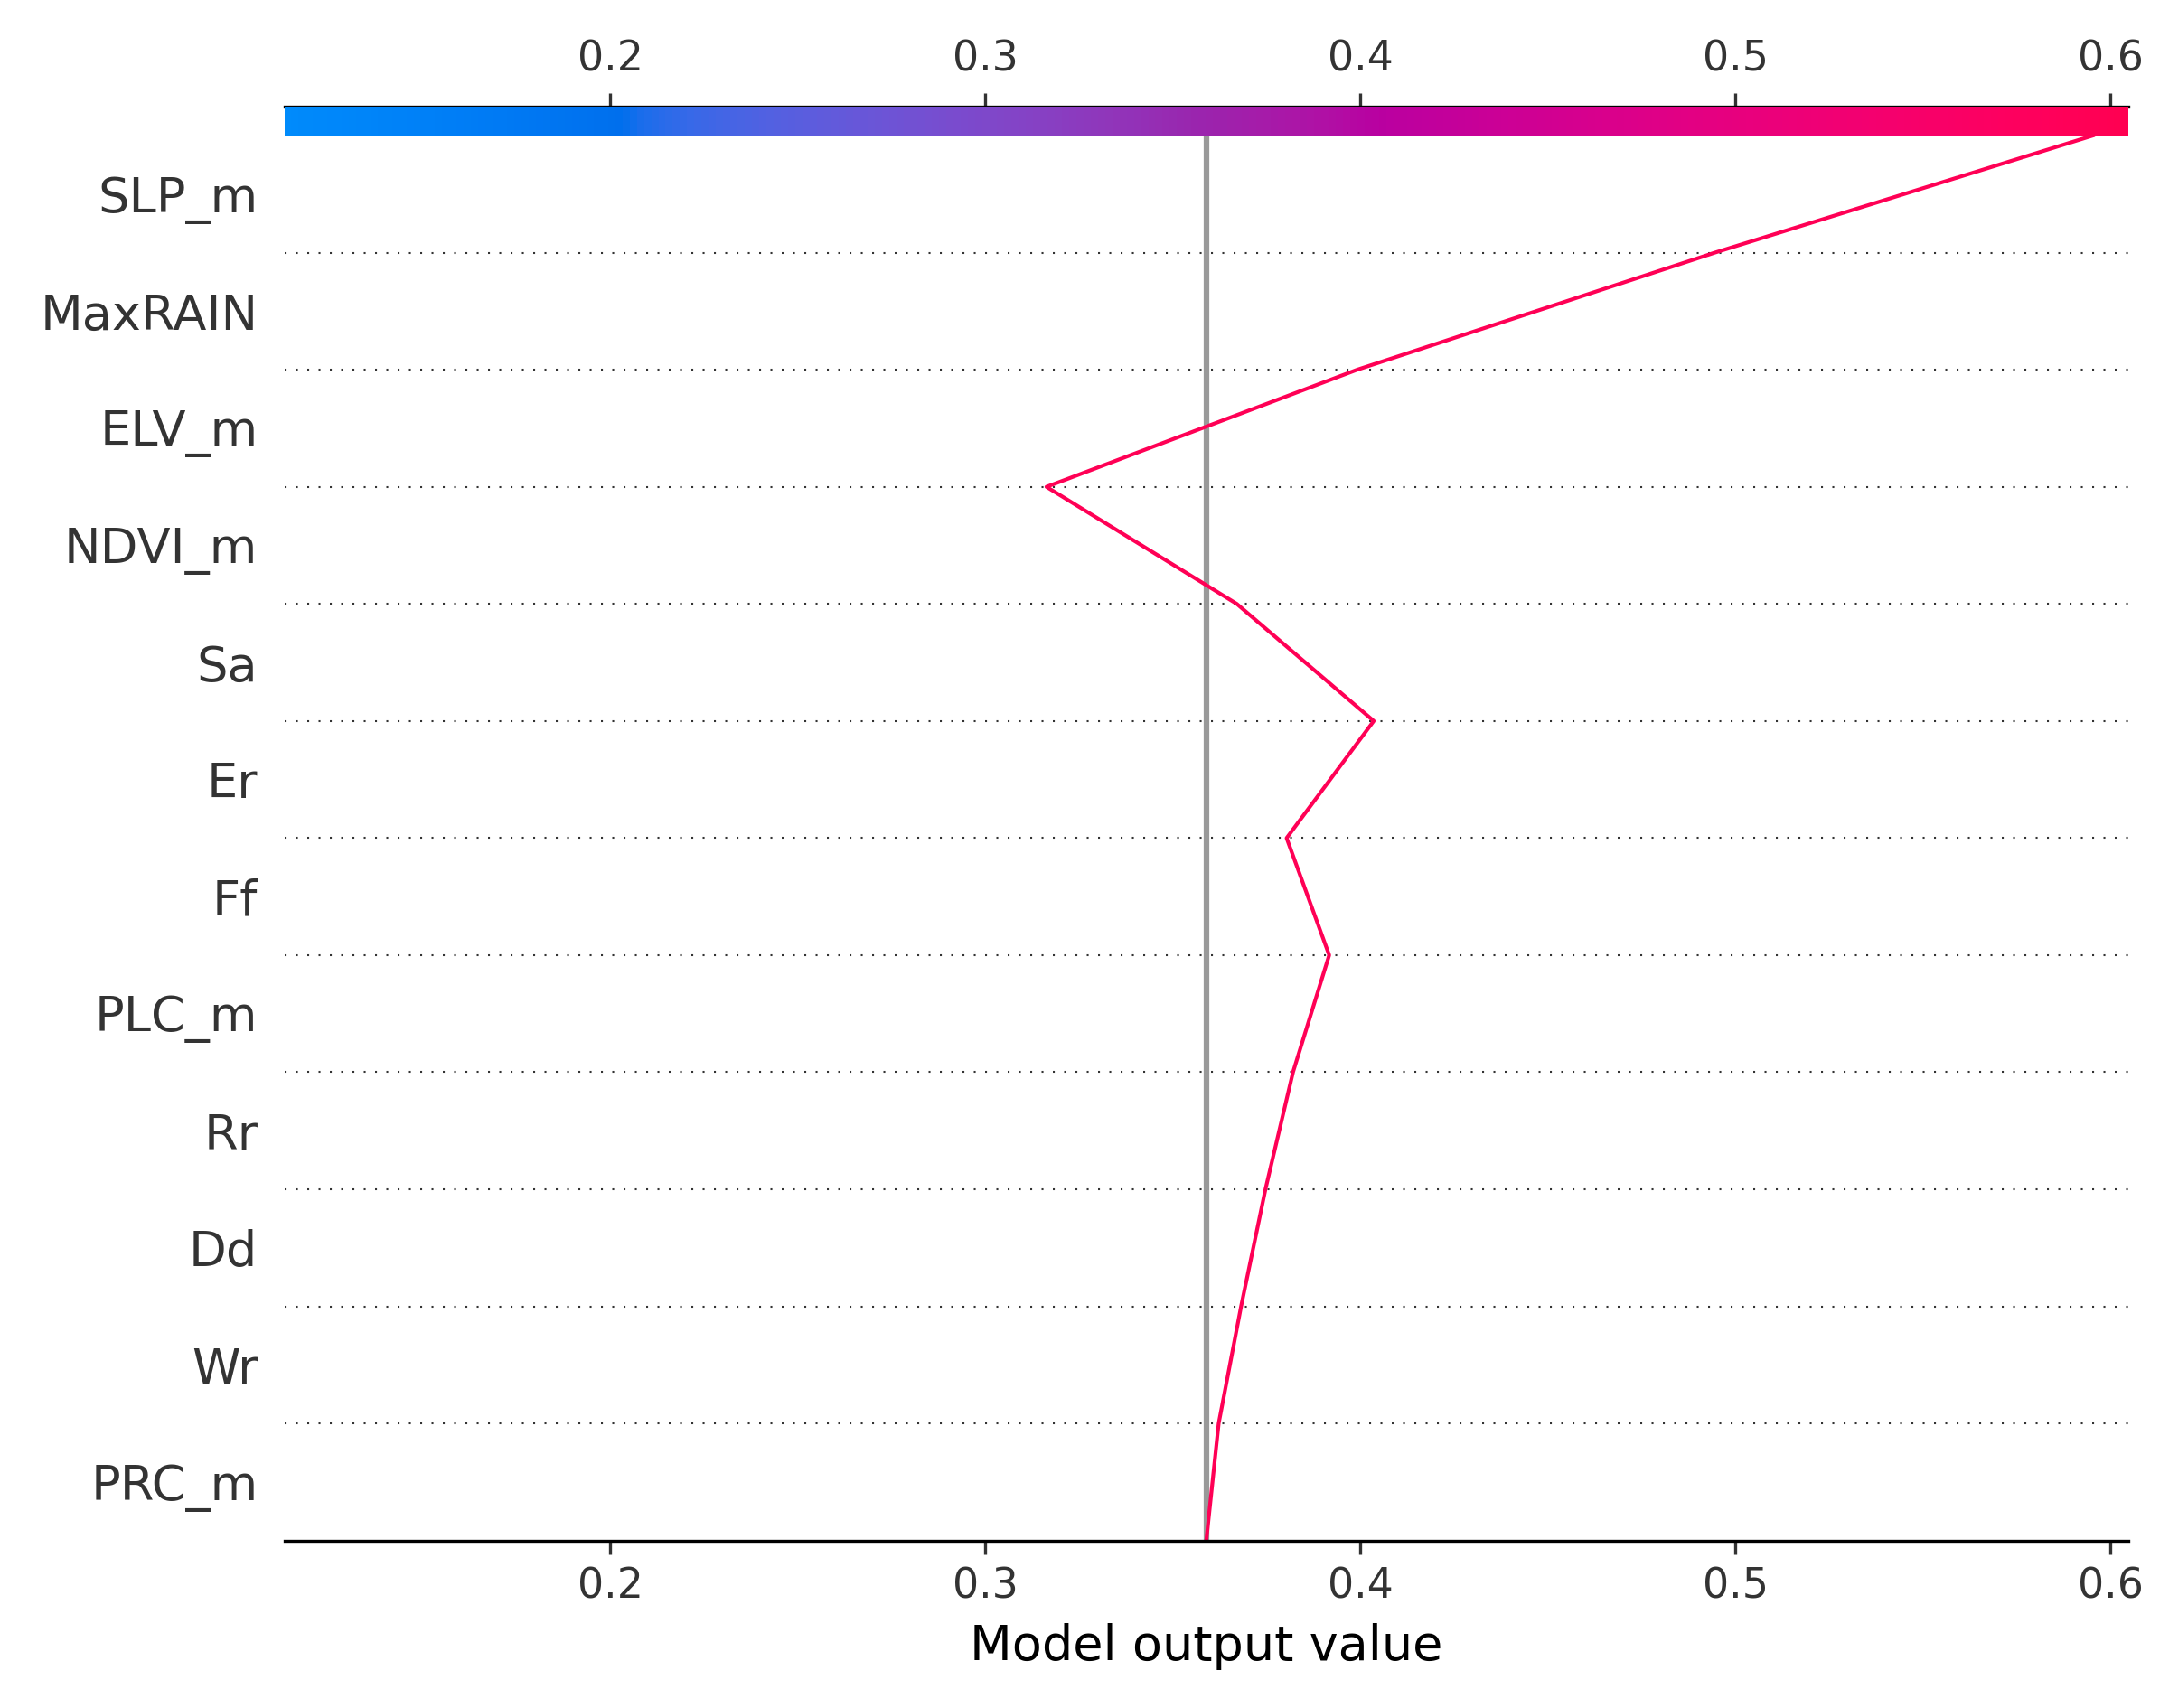 0.2 0.3 0.4 0.5 0.6
SLP_m
MaxRAIN
ELV_m
NDVI_m
Sa
Er
Ff
PLC_m
Rr
Dd
Wr
PRC_m
0.2 0.3 0.4 0.5 0.6
Model output value